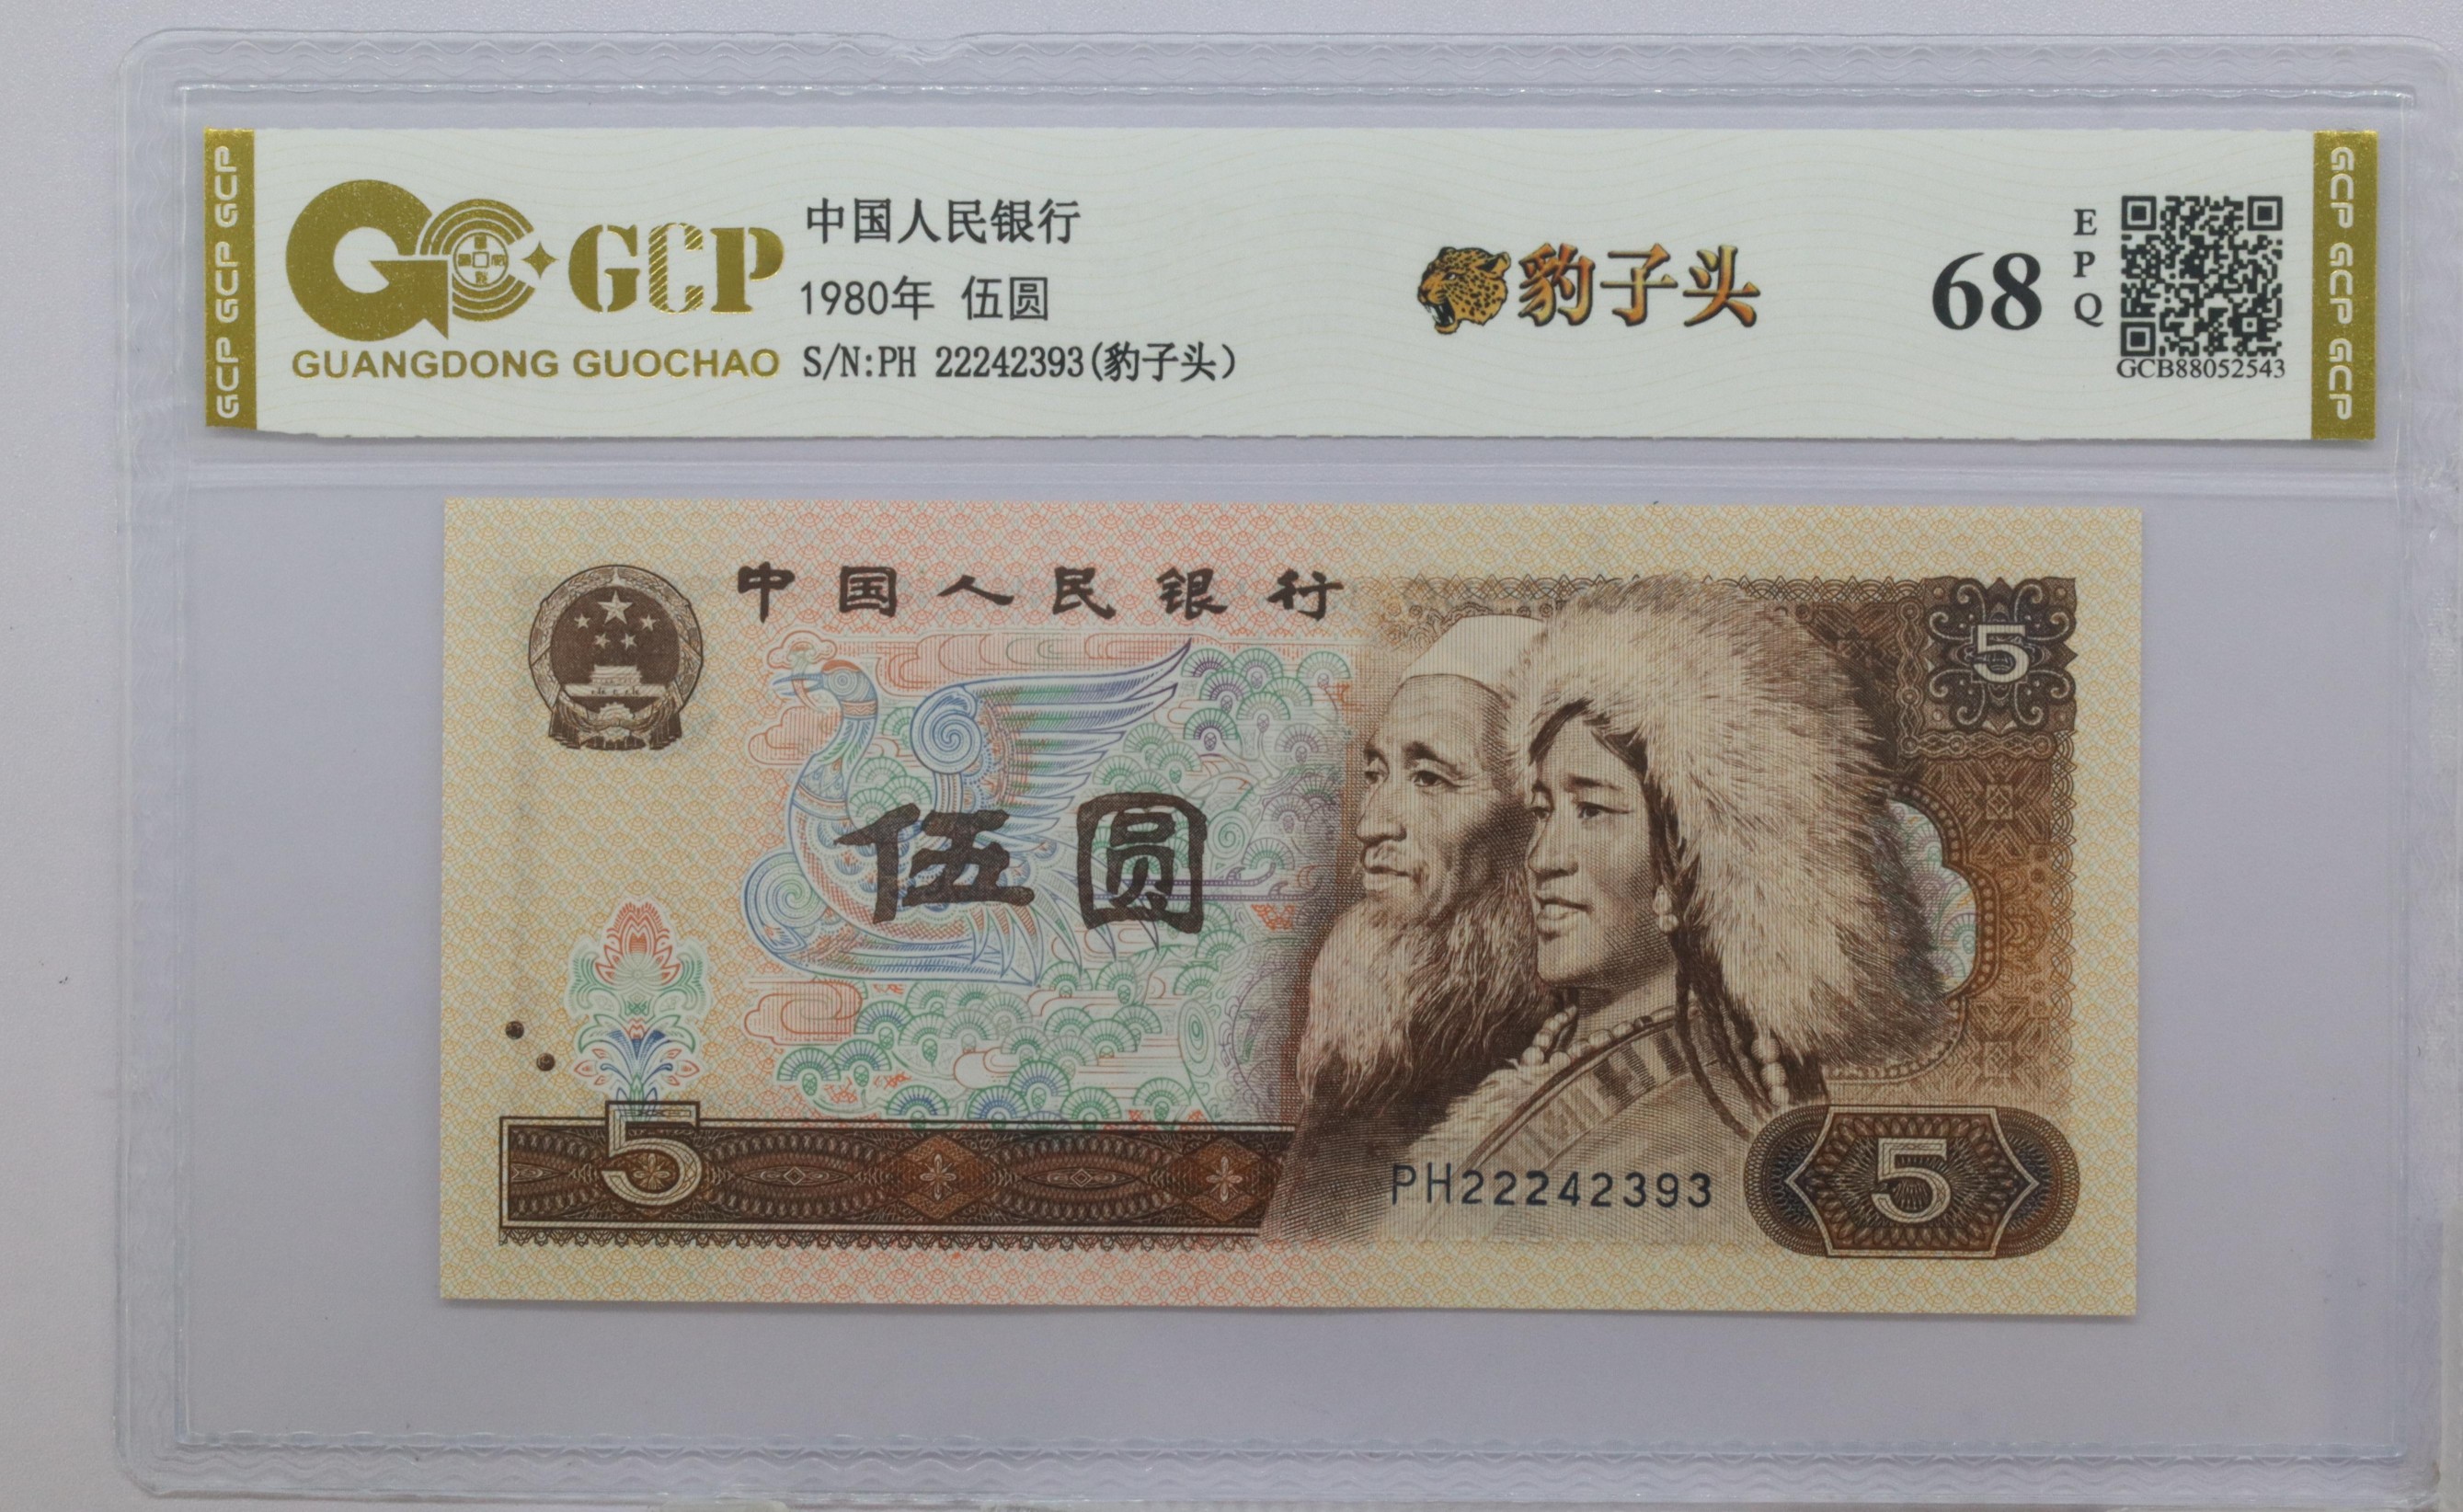 GCP GCP GCP
GCP
GUANGDONG GUOCHAO
中国人民银行
1980年 伍圆
S/N:PH 22242393(豹子头)
豹子头
68
EPQ
GCB88052543
GCP GCP GCP
中国人民银行
5
伍圆
5
PH22242393
5